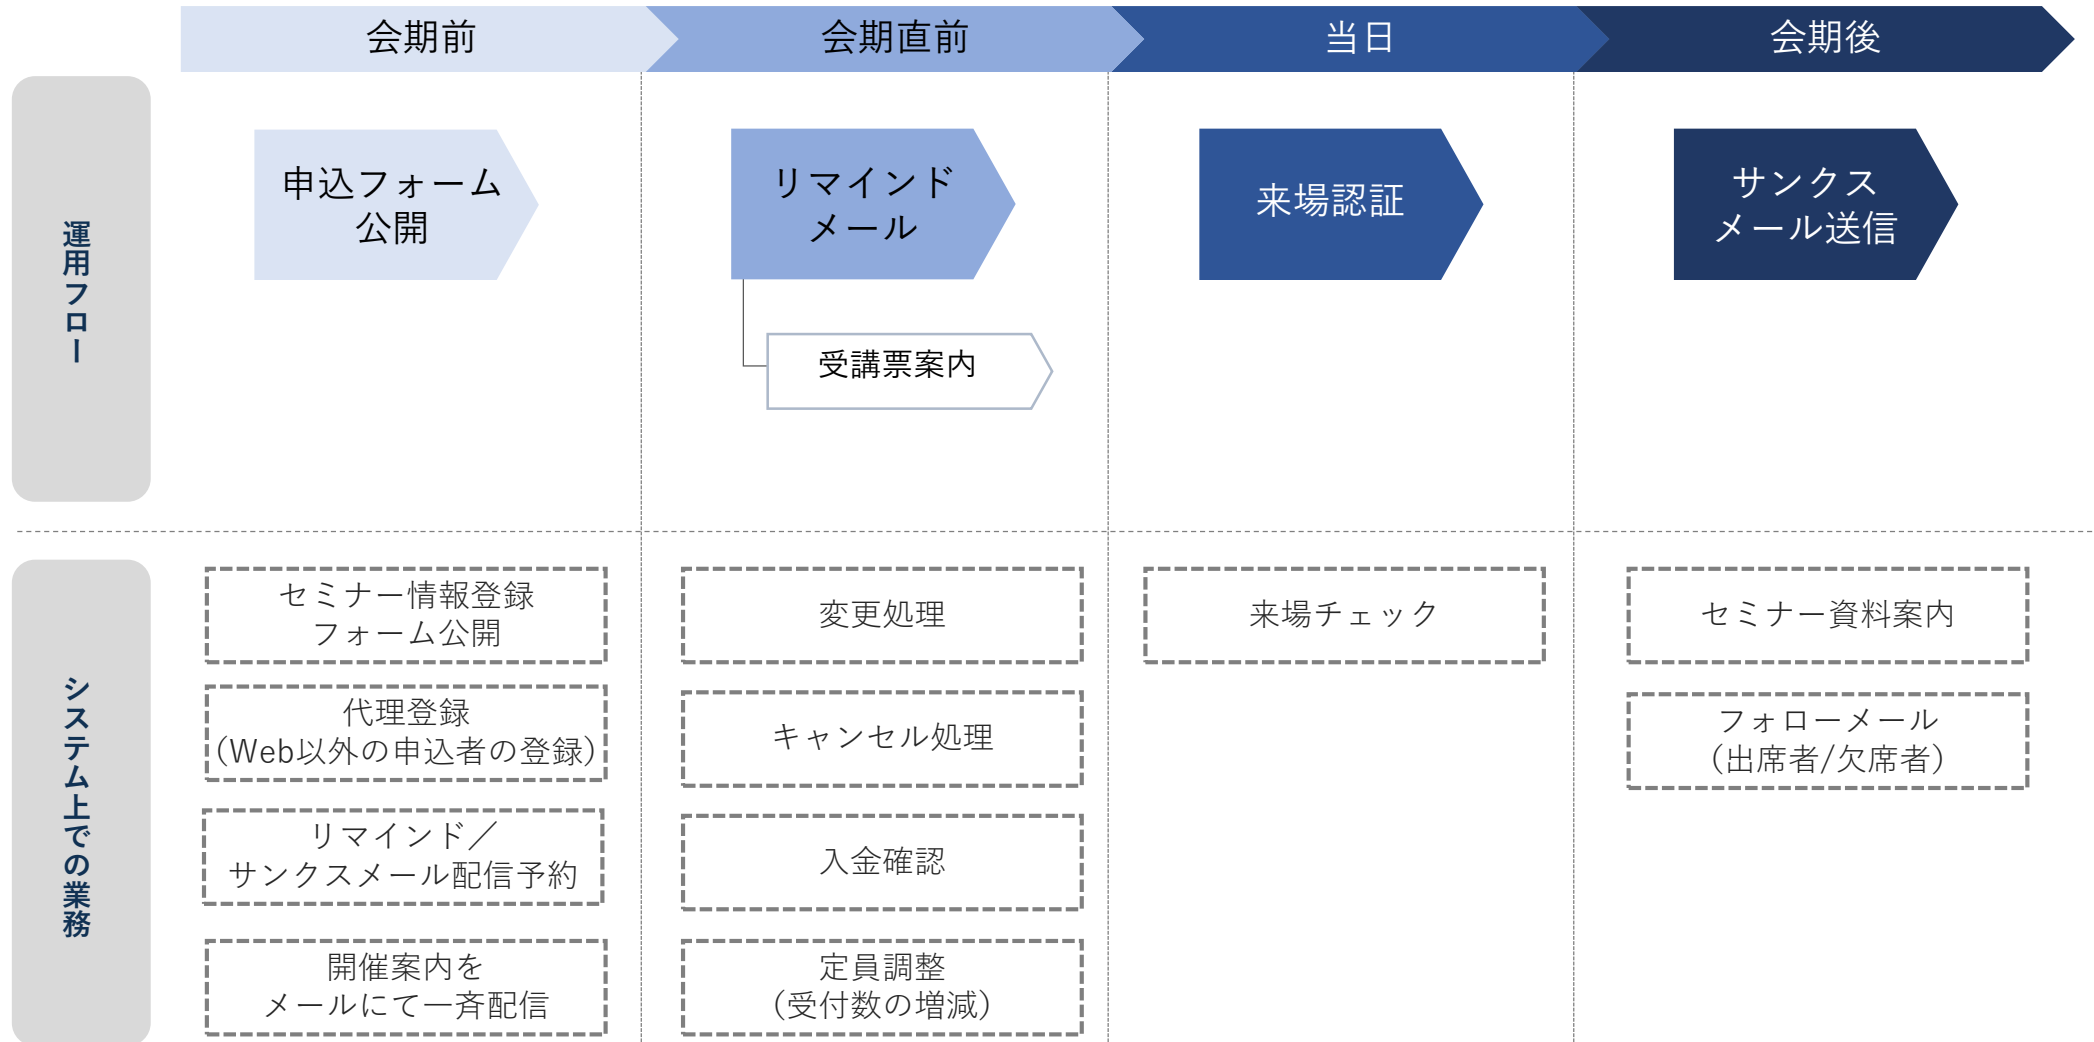 会期前
会期直前
当日
会期後
運用フロー
申込フォーム
公開
リマインド
メール
受講票案内
来場認証
サンクス
メール送信
システム上での業務
セミナー情報登録
フォーム公開
代理登録
(Web以外の申込者の登録)
リマインド／
サンクスメール配信予約
開催案内を
メールにて一斉配信
変更処理
キャンセル処理
入金確認
定員調整
(受付数の増減)
来場チェック
セミナー資料案内
フォローメール
(出席者/欠席者)